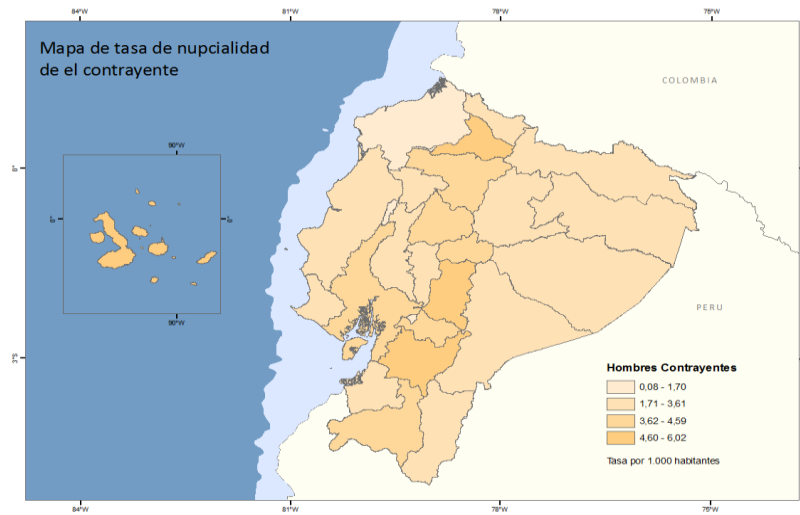 84°W 81°W 78°W 75°W
Mapa de tasa de nupcialidad
de el contrayente
COLOMBIA
90°W
0° 0°
0°
90°W
PERU
3°S
Hombres Contrayentes
0,08 - 1,70
1,71 - 3,61
3,62 - 4,59
4,60 - 6,02
Tasa por 1.000 habitantes
84°W 81°W 78°W 75°W